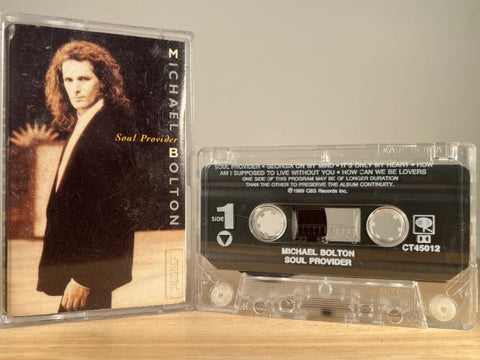 MICHAEL BOLTON
Soul Provider
SOUL PROVIDER • GEORGIA ON MY MIND • IT'S ONLY MY HEART • HOW
AM I SUPPOSED TO LIVE WITHOUT YOU • HOW CAN WE BE LOVERS
ONE SIDE OF THIS PROGRAM MAY BE OF LONGER DURATION
THAN THE OTHER TO PRESERVE THE ALBUM CONTINUITY.
℗1989 CBS Records Inc.
SIDE 1
CT45012
MICHAEL BOLTON
SOUL PROVIDER